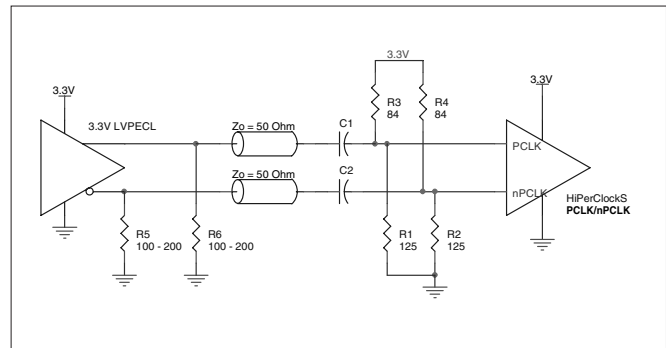 3.3V
3.3V LVPECL
R5
100 - 200
R6
100 - 200
Zo = 50 Ohm
Zo = 50 Ohm
C1
C2
3.3V
R3
84
R4
84
R1
125
R2
125
3.3V
PCLK
nPCLK
HiPerClockS
PCLK/nPCLK